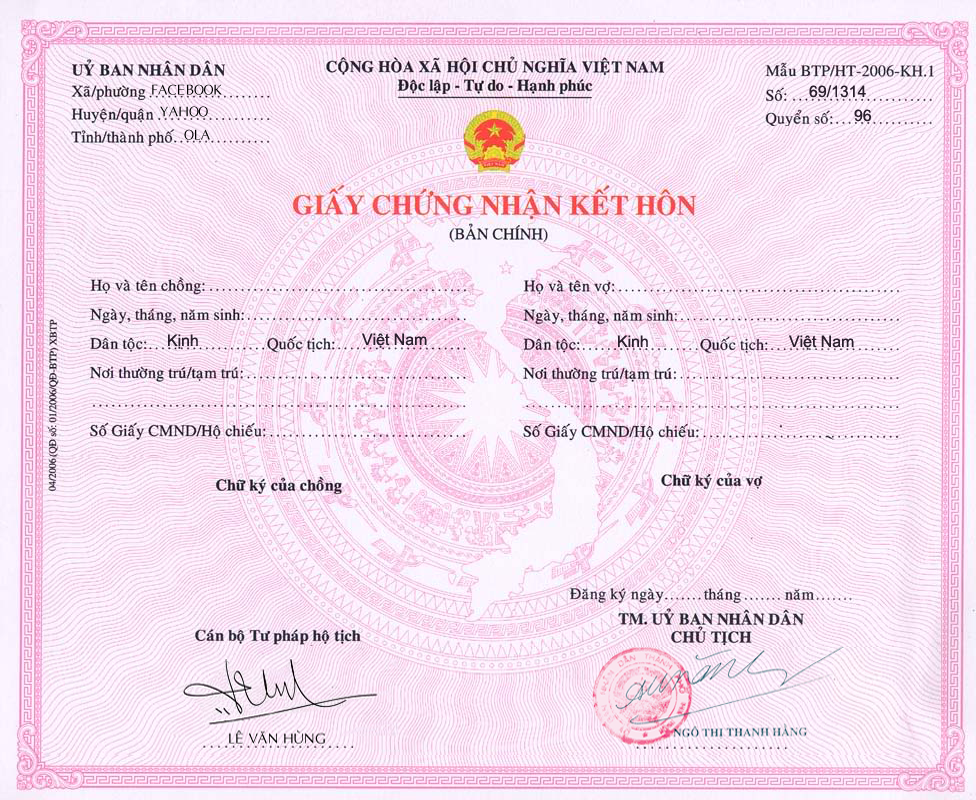 UỶ BAN NHÂN DÂN
Xã/phường FACEBOOK
Huyện/quận YAHOO
Tỉnh/thành phố OLA
CỘNG HÒA XÃ HỘI CHỦ NGHĨA VIỆT NAM
Độc lập - Tự do - Hạnh phúc
Mẫu BTP/HT-2006-KH.1
Số: 69/1314
Quyển số: 96
GIẤY CHỨNG NHẬN KẾT HÔN
(BẢN CHÍNH)
Họ và tên chồng:
Ngày, tháng, năm sinh:
Dân tộc: Kinh Quốc tịch: Việt Nam
Nơi thường trú/tạm trú:
Số Giấy CMND/Hộ chiếu:
Chữ ký của chồng
Họ và tên vợ:
Ngày, tháng, năm sinh:
Dân tộc: Kinh Quốc tịch: Việt Nam
Nơi thường trú/tạm trú:
Số Giấy CMND/Hộ chiếu:
Chữ ký của vợ
04/2006.(QĐ số: 01/2006/QĐ-BTP) XBTP
Đăng ký ngày....... tháng ....... năm.......
TM. UỶ BAN NHÂN DÂN
CHỦ TỊCH
NGÔ THỊ THANH HẰNG
Cán bộ Tư pháp hộ tịch
LÊ VĂN HÙNG